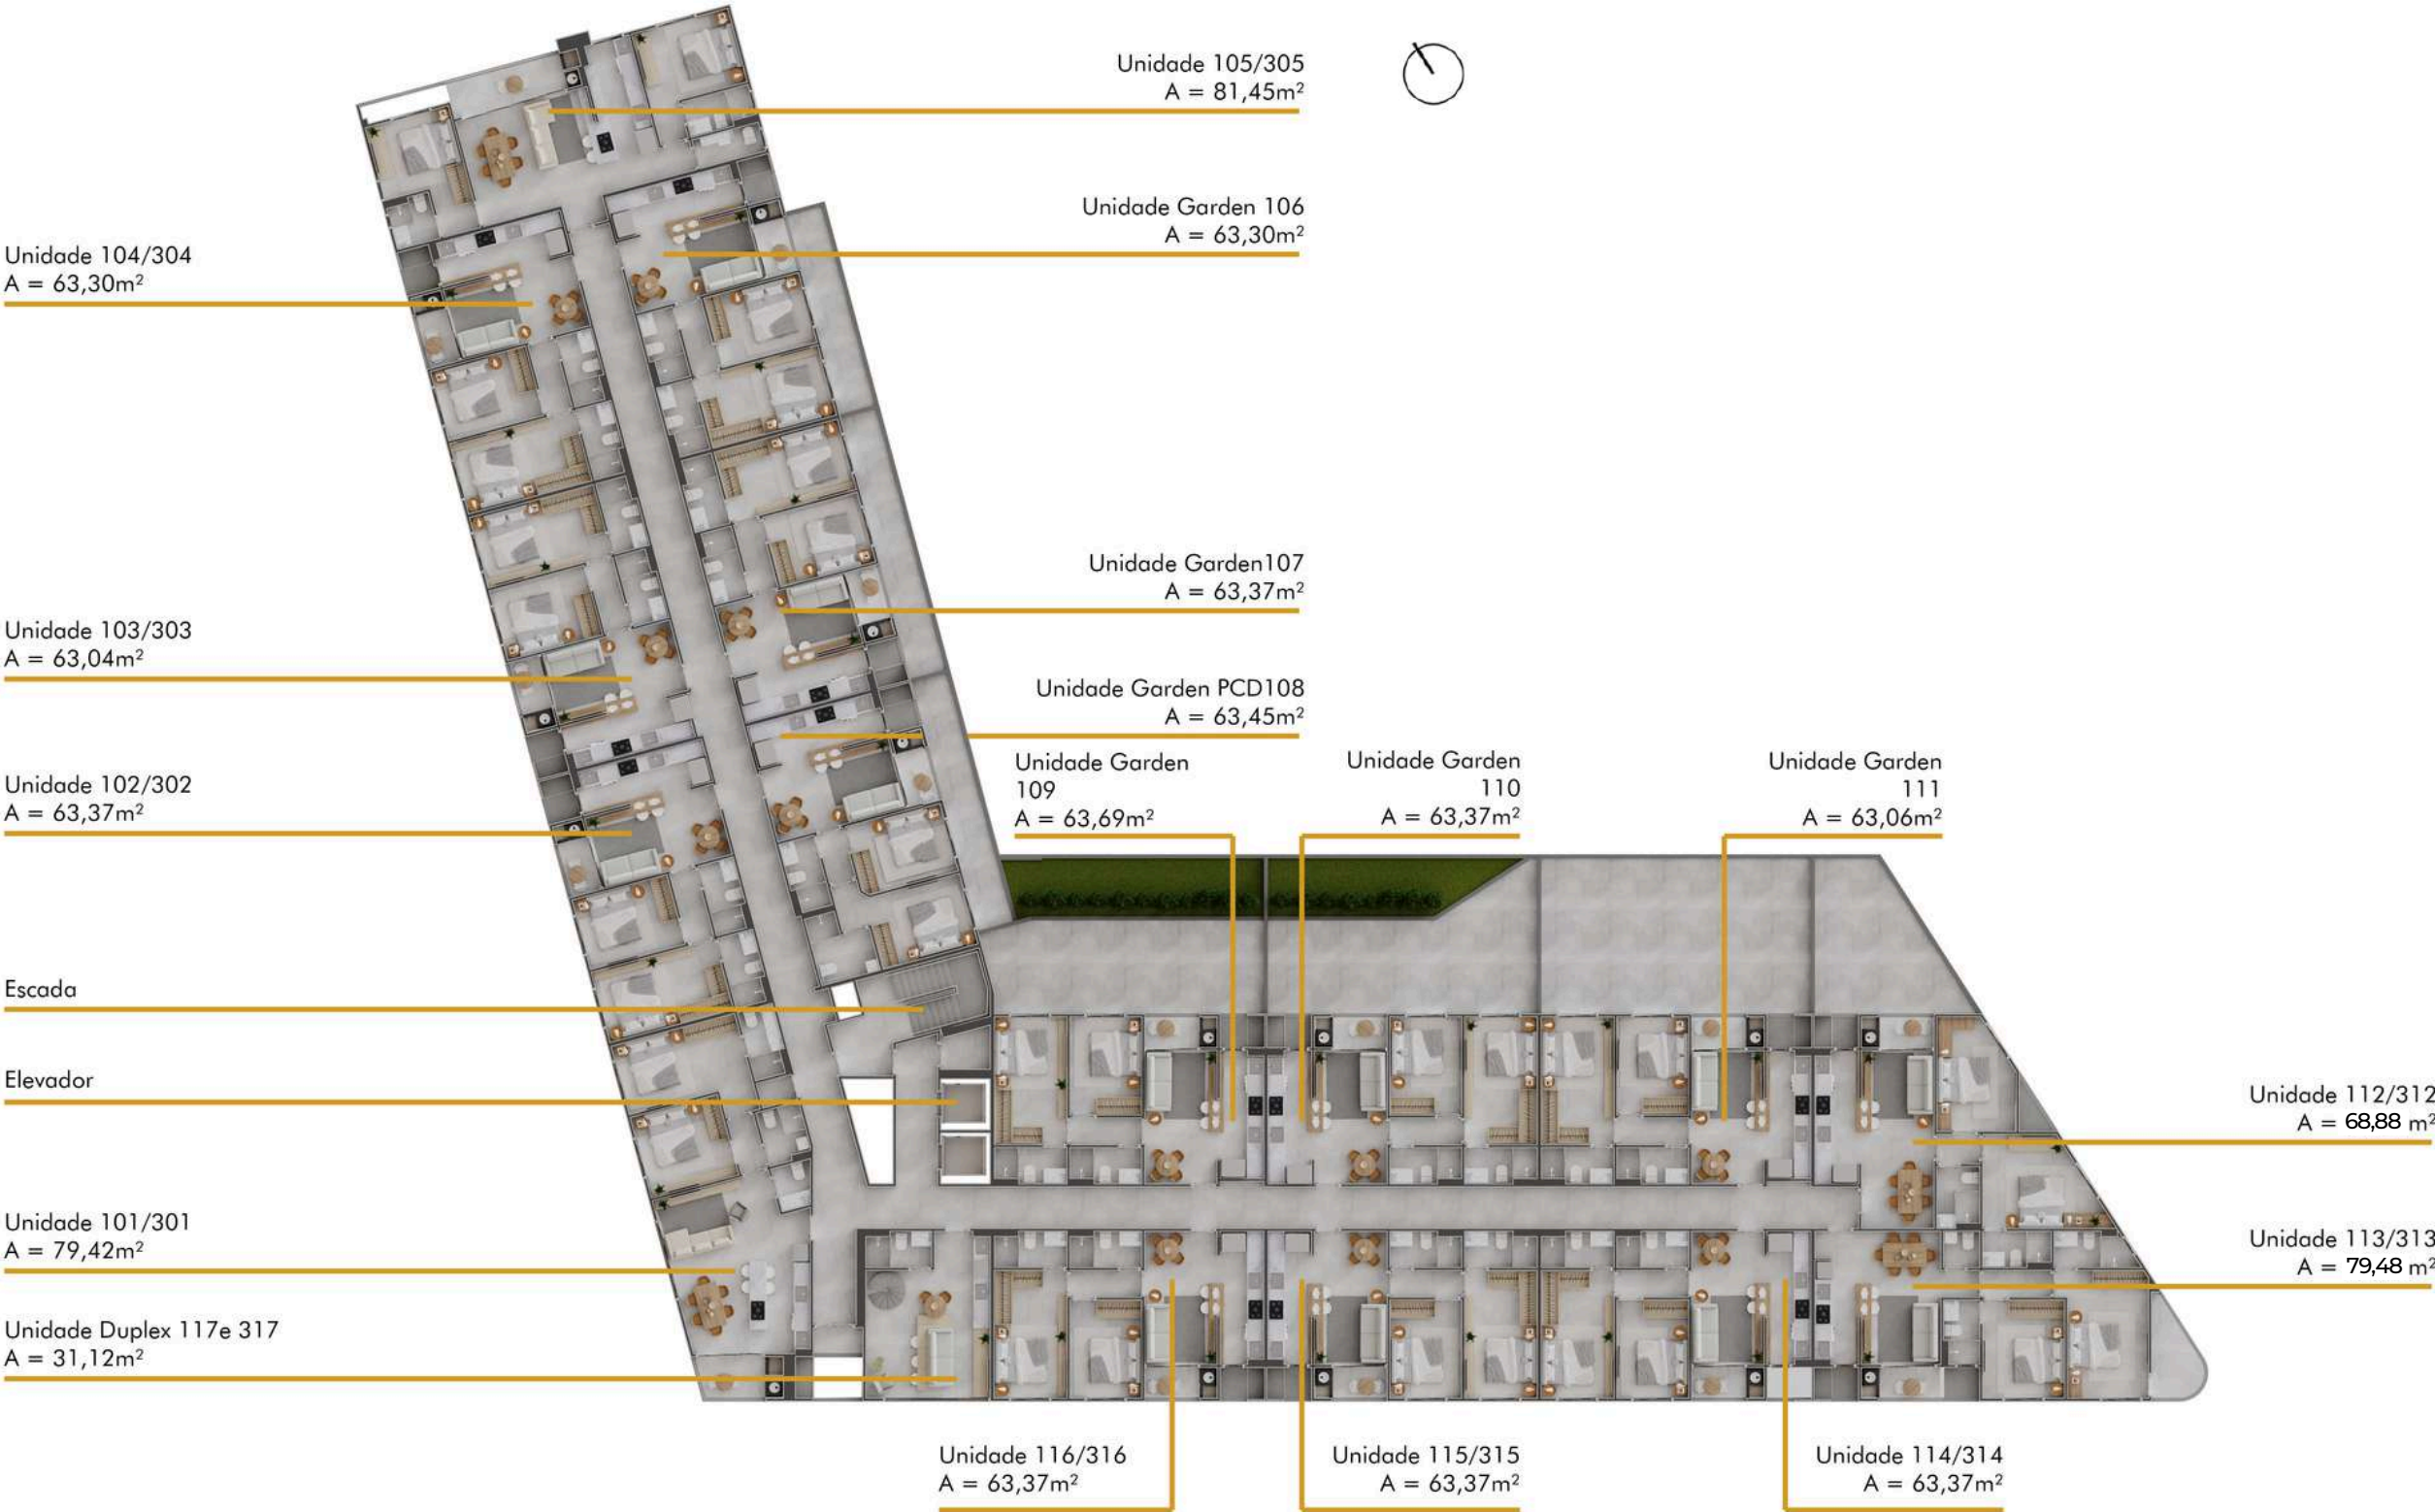 Unidade 105/305
A = 81,45m²
Unidade Garden 106
A = 63,30m²
Unidade 104/304
A = 63,30m²
Unidade Garden107
A = 63,37m²
Unidade 103/303
A = 63,04m²
Unidade Garden PCD108
A = 63,45m²
Unidade Garden
109
A = 63,69m²
Unidade Garden
110
A = 63,37m²
Unidade Garden
111
A = 63,06m²
Unidade 102/302
A = 63,37m²
Escada
Elevador
Unidade 112/312
A = 68,88 m²
Unidade 101/301
A = 79,42m²
Unidade 113/313
A = 79,48 m²
Unidade Duplex 117e 317
A = 31,12m²
Unidade 116/316
A = 63,37m²
Unidade 115/315
A = 63,37m²
Unidade 114/314
A = 63,37m²